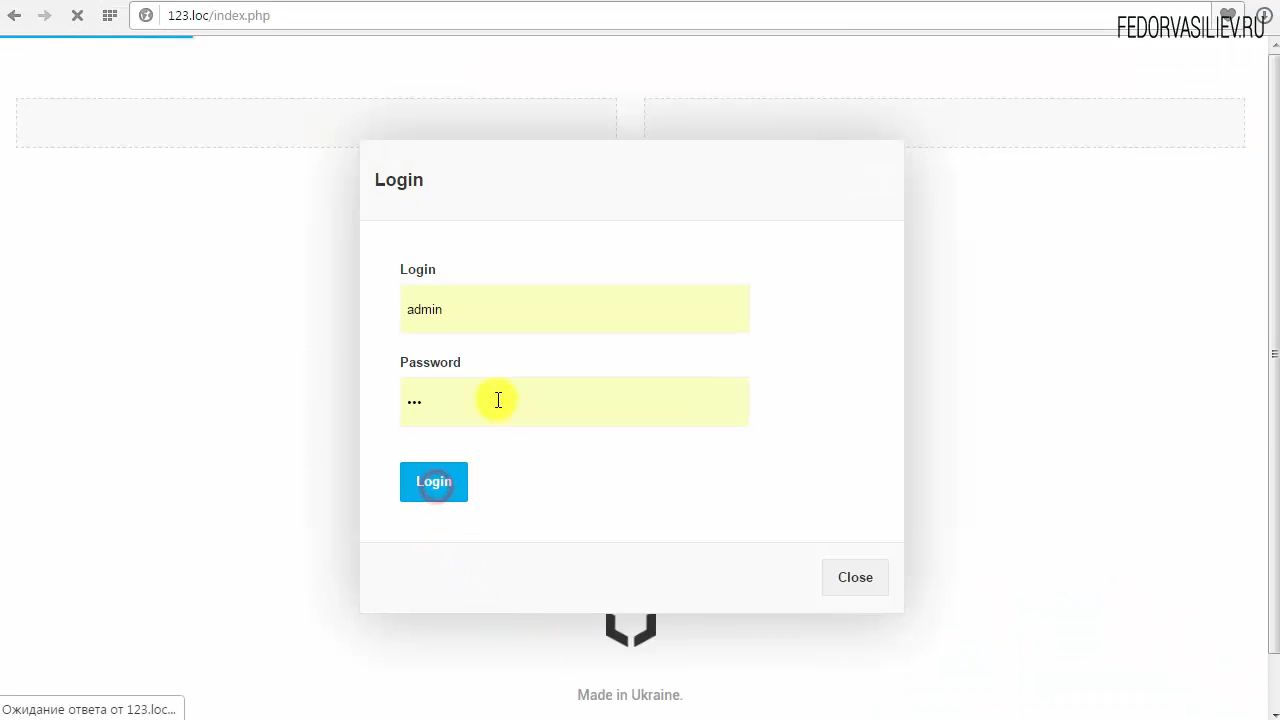 123.loc/index.php
FEDORVASILIEV.RU
Login
Login
admin
Password
•••
Login
Close
Made in Ukraine.
Ожидание ответа от 123.loc...